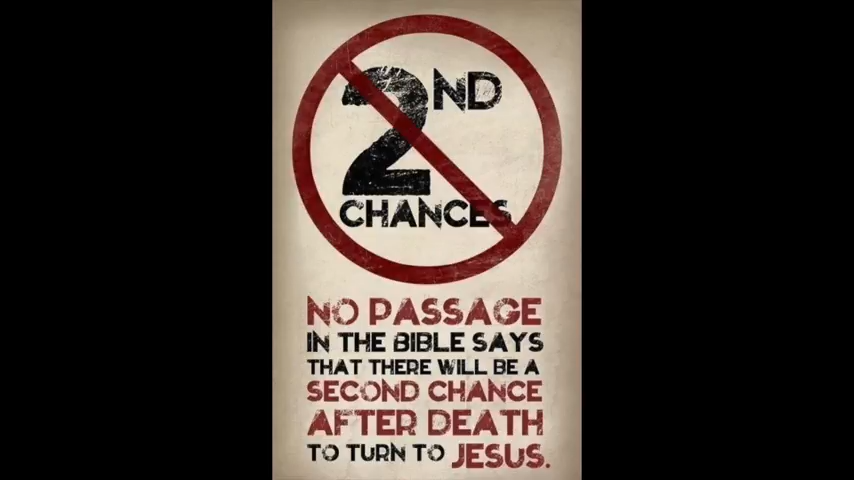 2ND
CHANCES
NO PASSAGE
IN THE BIBLE SAYS
THAT THERE WILL BE A
SECOND CHANCE
AFTER DEATH
TO TURN TO JESUS.